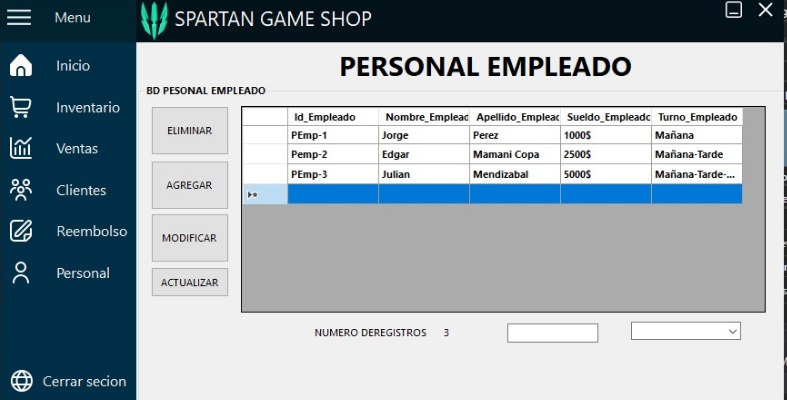 Menu
SPARTAN GAME SHOP
Inicio
Inventario
Ventas
Clientes
Reembolso
Personal
Cerrar secion
PERSONAL EMPLEADO
BD PESONAL EMPLEADO
ELIMINAR
AGREGAR
MODIFICAR
ACTUALIZAR
Id_Empleado Nombre_Emplead Apellido_Emplead Sueldo_Empleadc Turno_Empleado
PEmp-1 Jorge Perez 1000$ Mañana
Pemp-2 Edgar Mamani Copa 2500$ Mañana-Tarde
PEmp-3 Julian Mendizabal 5000$ Mañana-Tarde-...
NUMERO DEREGISTROS 3